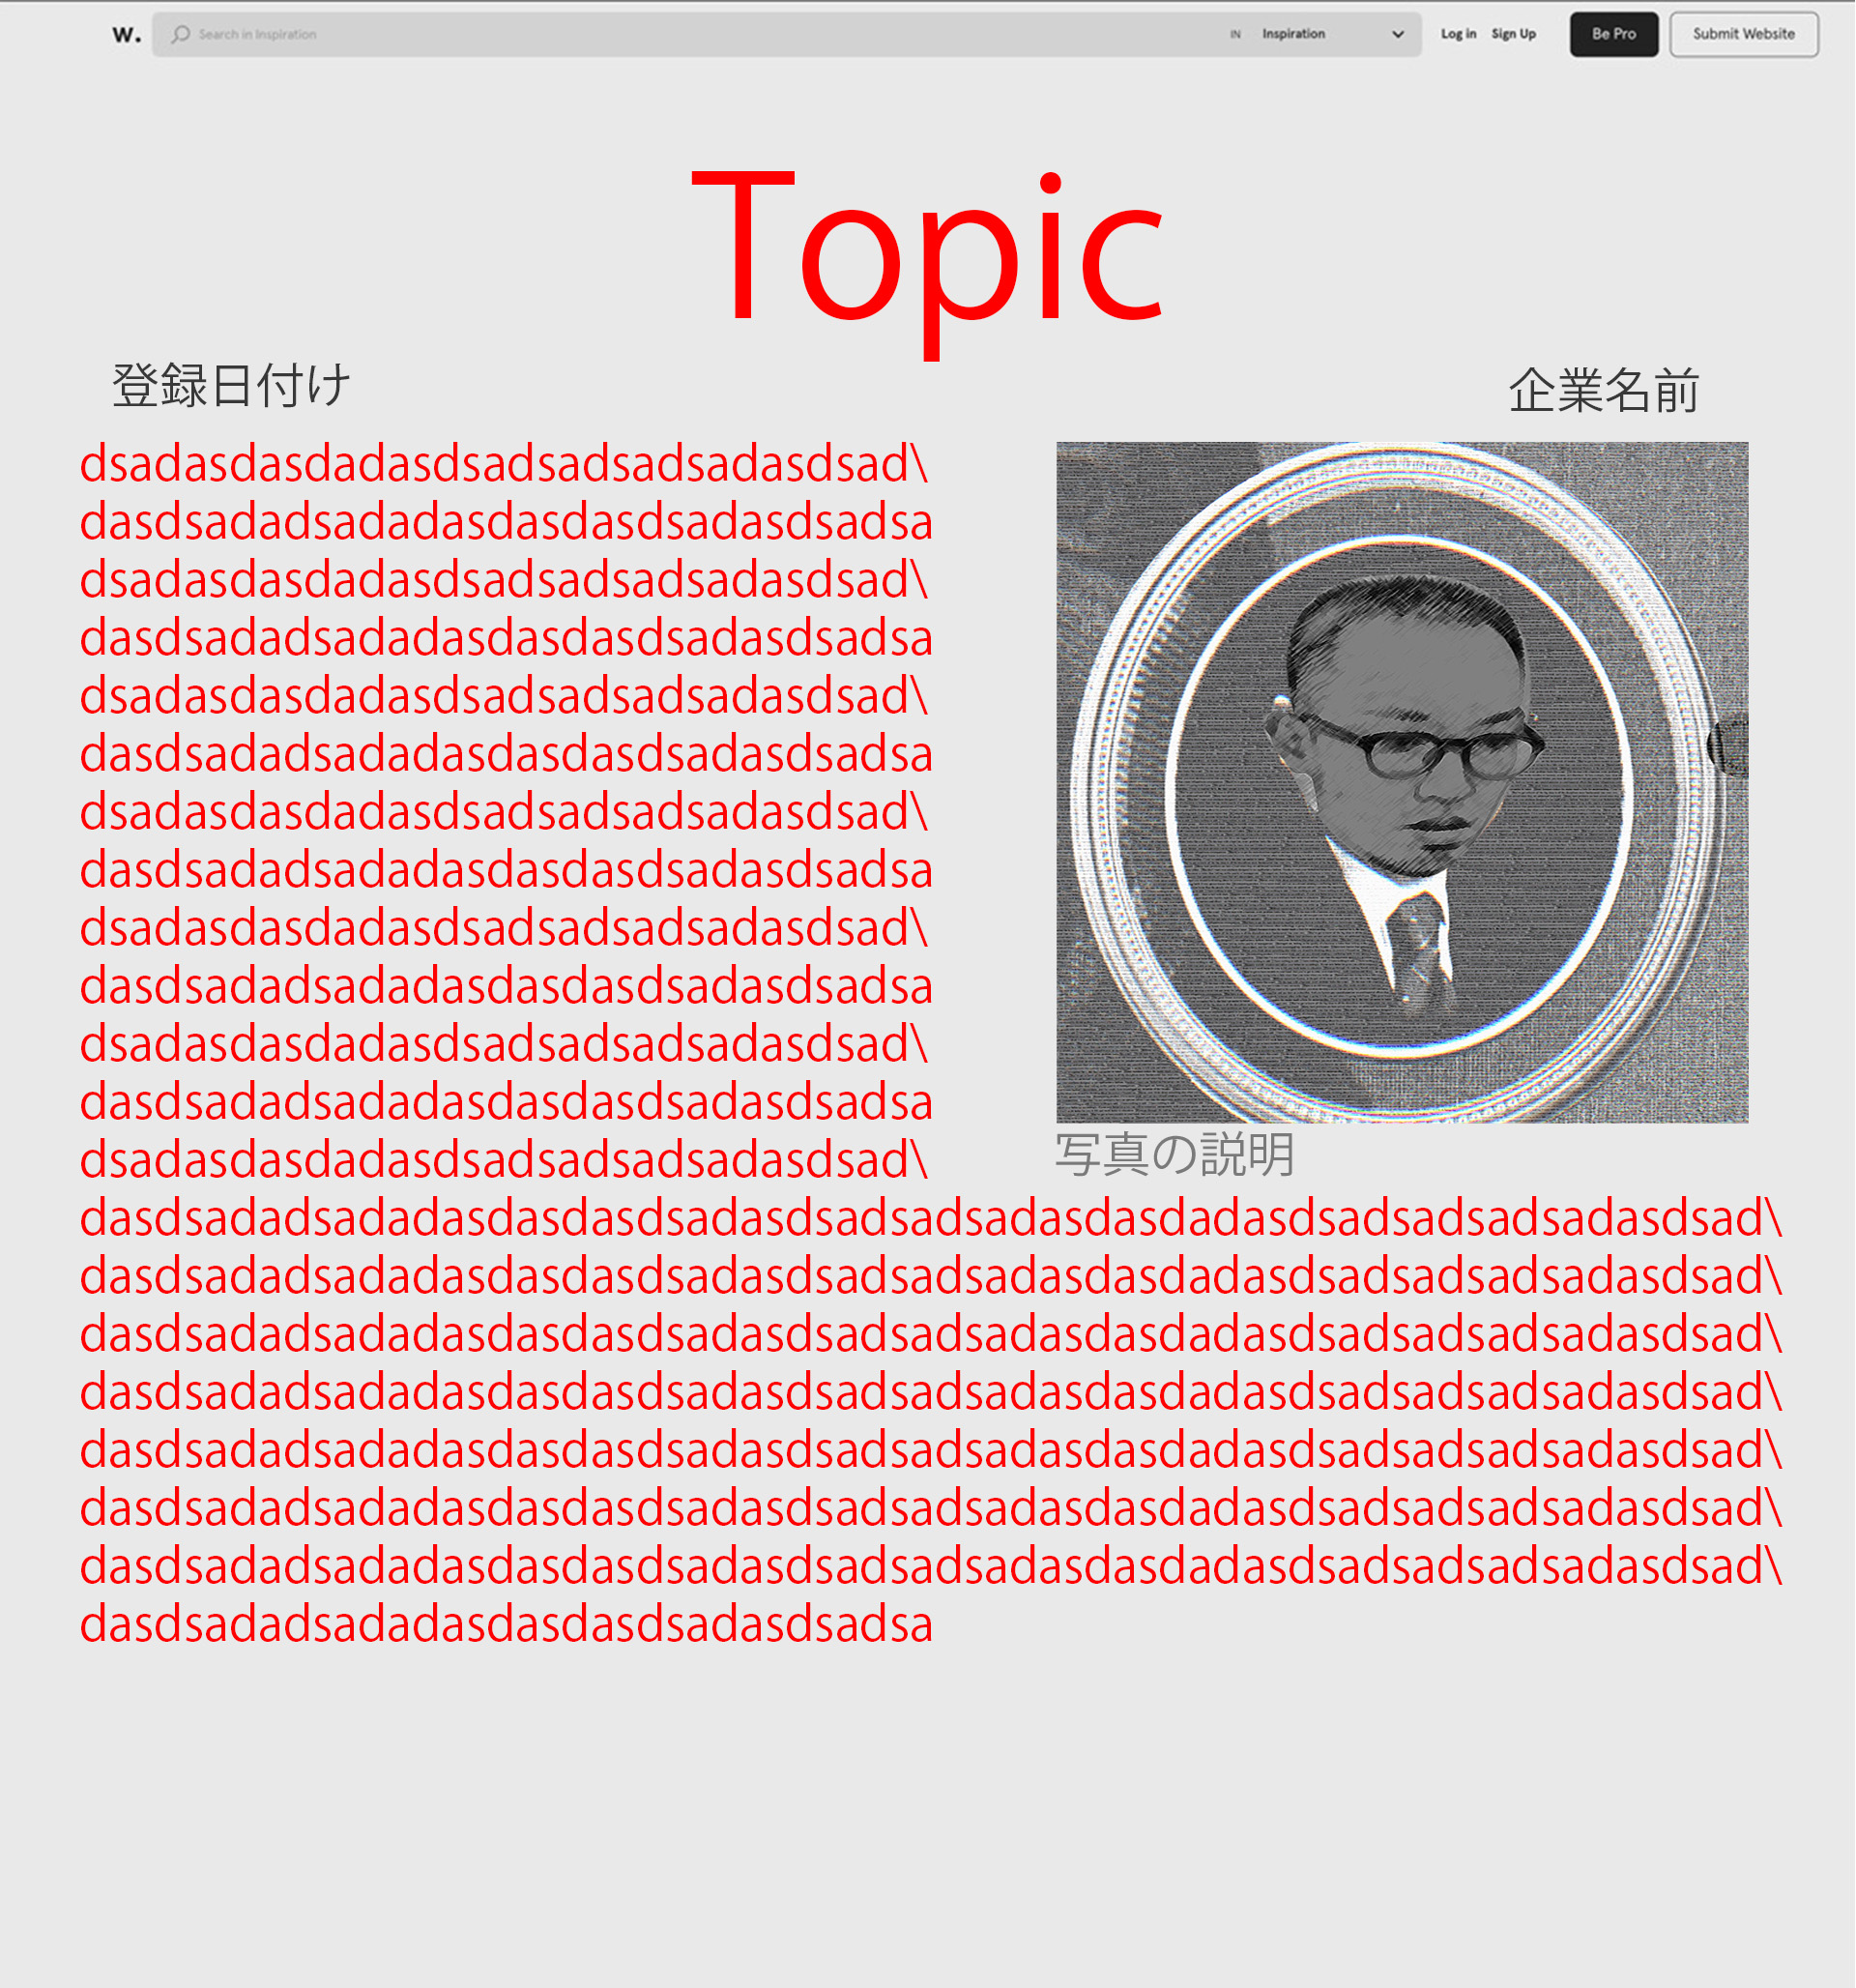 W. Search in Inspiration IN Inspiration Log in Sign Up Be Pro Submit Website
Topic
登録日付け 企業名前
dsadasdasdadasdsadsadsadsadasdsad\
dasdsadadsadadasdasdasdsadasdsadsa
dsadasdasdadasdsadsadsadsadasdsad\
dasdsadadsadadasdasdasdsadasdsadsa
dsadasdasdadasdsadsadsadsadasdsad\
dasdsadadsadadasdasdasdsadasdsadsa
dsadasdasdadasdsadsadsadsadasdsad\
dasdsadadsadadasdasdasdsadasdsadsa
dsadasdasdadasdsadsadsadsadasdsad\
dasdsadadsadadasdasdasdsadasdsadsa
dsadasdasdadasdsadsadsadsadasdsad\
dasdsadadsadadasdasdasdsadasdsadsa
dsadasdasdadasdsadsadsadsadasdsad\
写真の説明
dasdsadadsadadasdasdasdsadasdsadsadsadasdasdadasdsadsadsadsadasdsad\
dasdsadadsadadasdasdasdsadasdsadsadsadasdasdadasdsadsadsadsadasdsad\
dasdsadadsadadasdasdasdsadasdsadsadsadasdasdadasdsadsadsadsadasdsad\
dasdsadadsadadasdasdasdsadasdsadsadsadasdasdadasdsadsadsadsadasdsad\
dasdsadadsadadasdasdasdsadasdsadsadsadasdasdadasdsadsadsadsadasdsad\
dasdsadadsadadasdasdasdsadasdsadsadsadasdasdadasdsadsadsadsadasdsad\
dasdsadadsadadasdasdasdsadasdsadsadsadasdasdadasdsadsadsadsadasdsad\
dasdsadadsadadasdasdasdsadasdsadsa